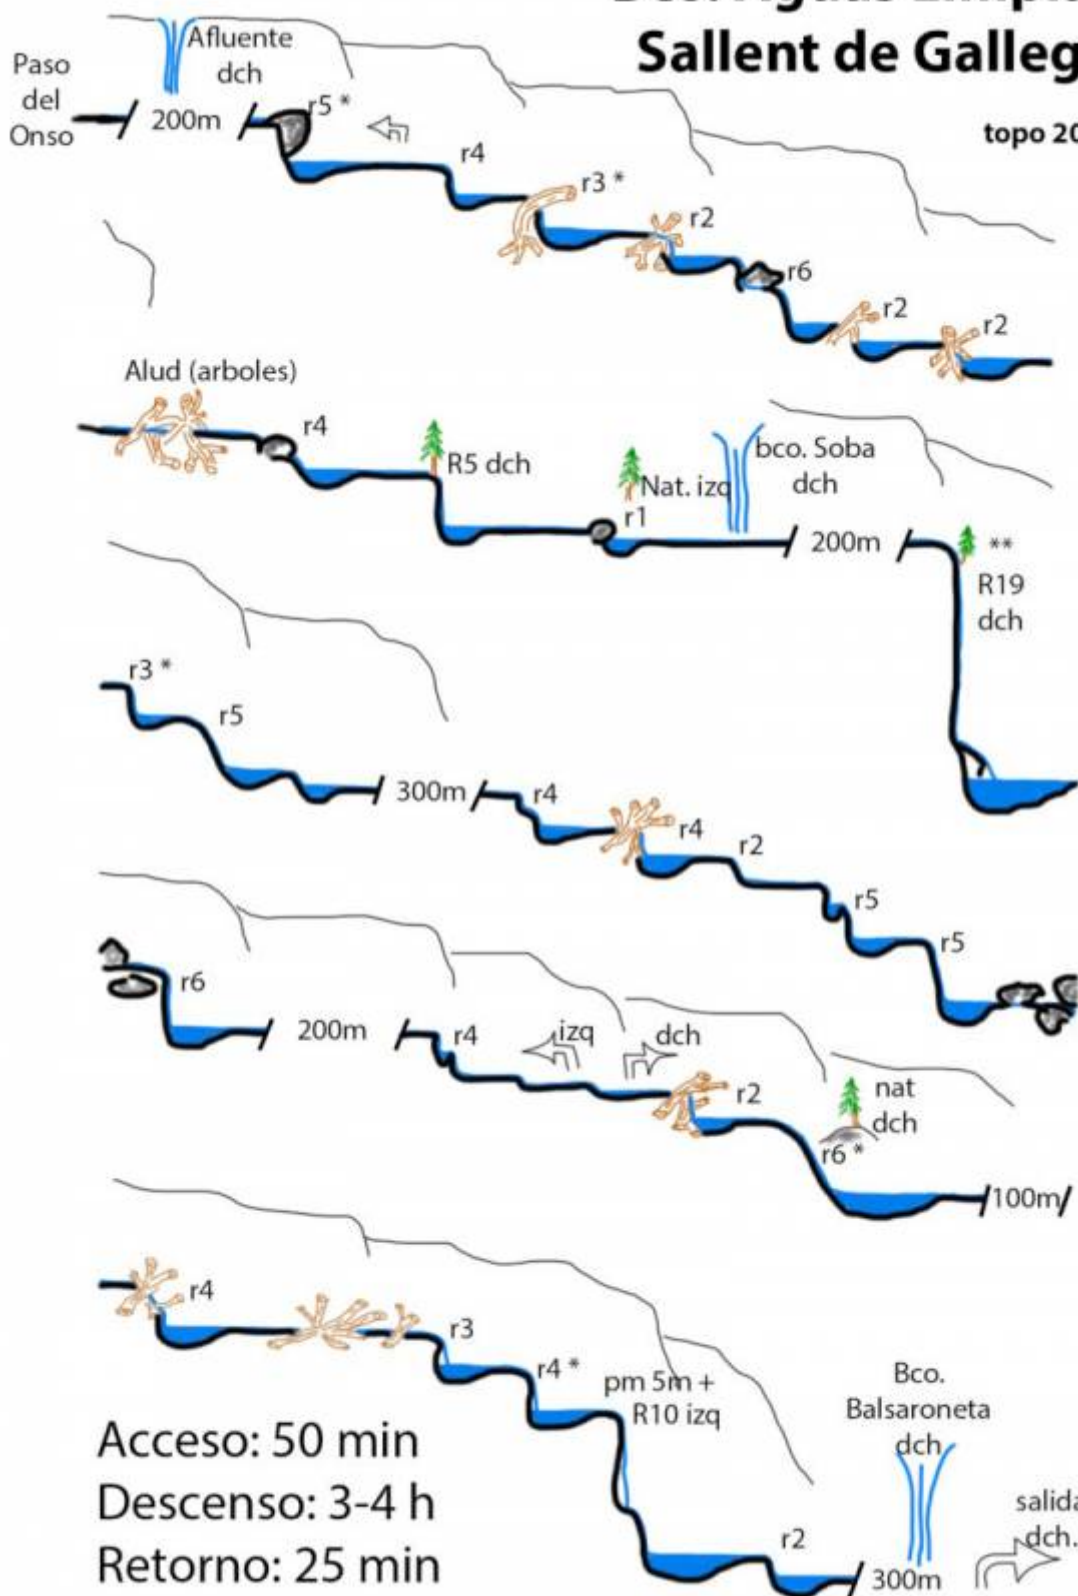 Sallent de Galleg
topo 20
Paso
del
Onso
200m
Afluente
dch
r5 *
r4
r3 *
r2
r6
r2
r2
Alud (arboles)
r4
R5 dch
Nat. izq
r1
bco. Soba
dch
200m
**
R19
dch
r3 *
r5
300m
r4
r4
r2
r5
r5
r6
200m
r4
izq
dch
r2
nat
dch
r6 *
100m
r4
r3
r4 *
pm 5m +
R10 izq
r2
Bco.
Balsaroneta
dch
300m
salida
dch.
Acceso: 50 min
Descenso: 3-4 h
Retorno: 25 min